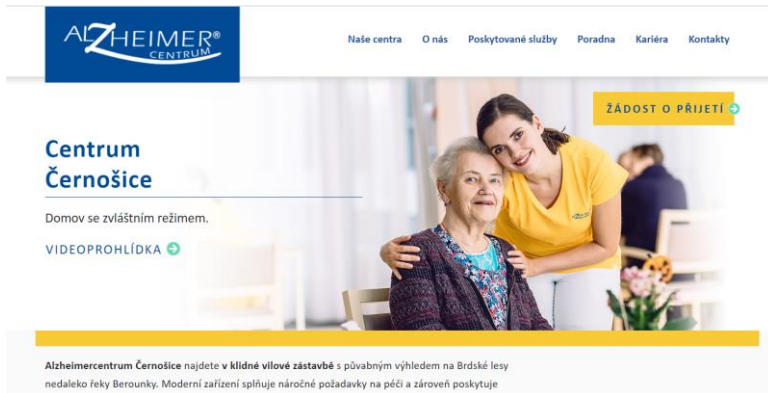 ALZHEIMER®
CENTRUM
Naše centra O nás Poskytované služby Poradna Kariéra Kontakty
ŽÁDOST O PŘIJETÍ
Centrum
Černošice
Domov se zvláštním režimem.
VIDEOPROHLÍDKA
Alzheimercentrum Černošice najdete v klidné vilové zástavbě s půvabným výhledem na Brdské lesy
nedaleko řeky Berounky. Moderní zařízení splňuje náročné požadavky na péči a zároveň poskytuje